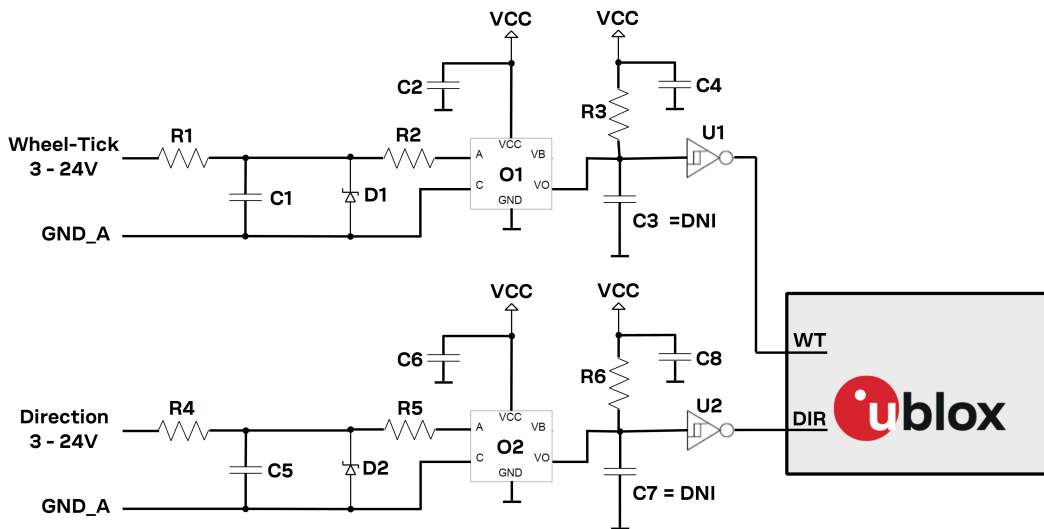 VCC
VCC
C2
C4
R3
U1
Wheel-Tick
3 - 24V
R1
R2
A
VCC
VB
C1
D1
C
O1
VO
GND
C3 =DNI
GND_A
VCC
VCC
C6
C8
R6
U2
WT
Direction
3 - 24V
R4
R5
A
VCC
VB
DIR
ublox
C5
D2
C
O2
VO
GND
C7 = DNI
GND_A